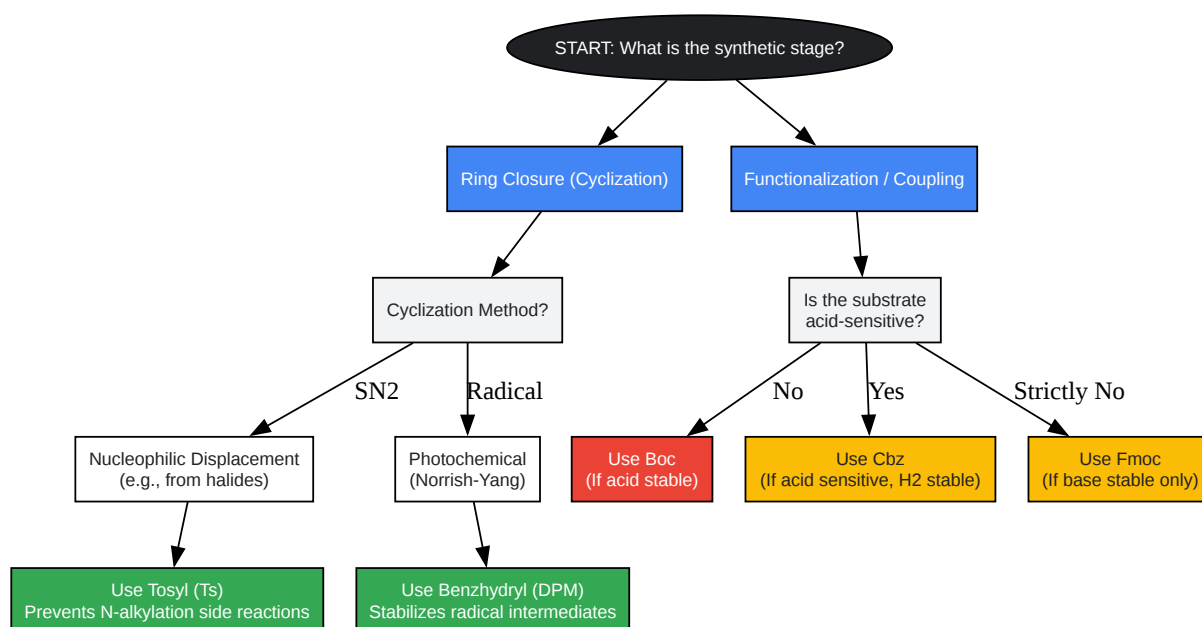 START: What is the synthetic stage?
Ring Closure (Cyclization)
Functionalization / Coupling
Cyclization Method?
Is the substrate
acid-sensitive?
SN2
Radical
No
Yes
Strictly No
Nucleophilic Displacement
(e.g., from halides)
Photochemical
(Norrish-Yang)
Use Boc
(If acid stable)
Use Cbz
(If acid sensitive, H2 stable)
Use Fmoc
(If base stable only)
Use Tosyl (Ts)
Prevents N-alkylation side reactions
Use Benzhydryl (DPM)
Stabilizes radical intermediates